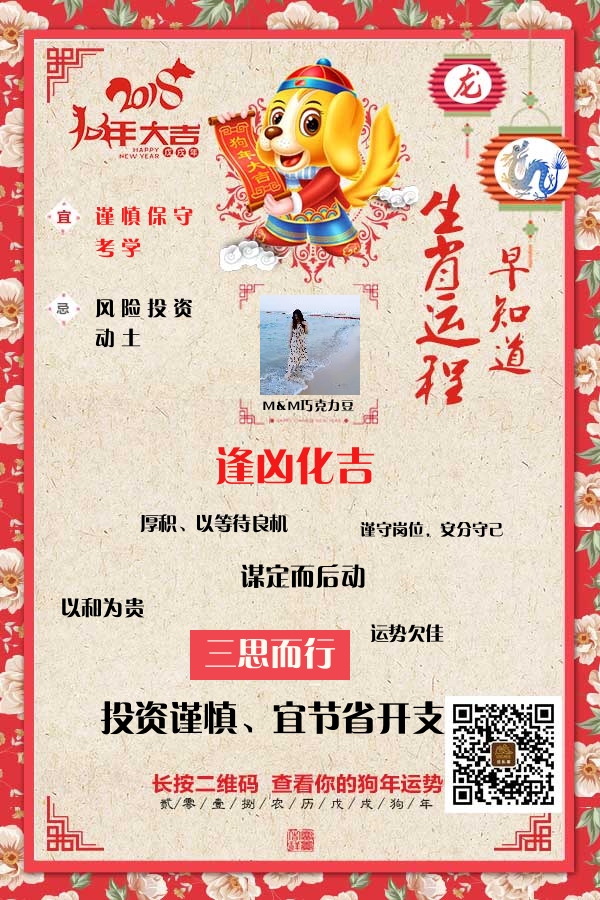 2018
狗年大吉
HAPPY
NEW YEAR
戊戌年
狗年大吉
龙
生肖运程
早知道
宜
谨慎保守
考学
忌
风险投资
动土
M&M巧克力豆
HAPPY CHINESE NEW YEAR
逢凶化吉
厚积、以等待良机
谨守岗位，安分守己
谋定而后动
以和为贵
运势欠佳
三思而行
投资谨慎、宜节省开支
长按二维码 查看你的狗年运势
贰/零/壹/捌/农/历/戊/戌/狗/年